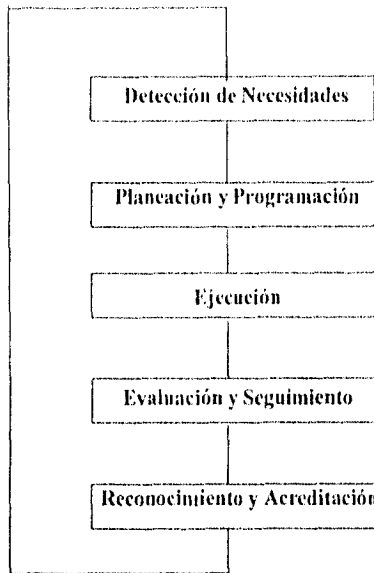 Detección de Necesidades
Planeación y Programación
Ejecución
Evaluación y Seguimiento
Reconocimiento y Acreditación